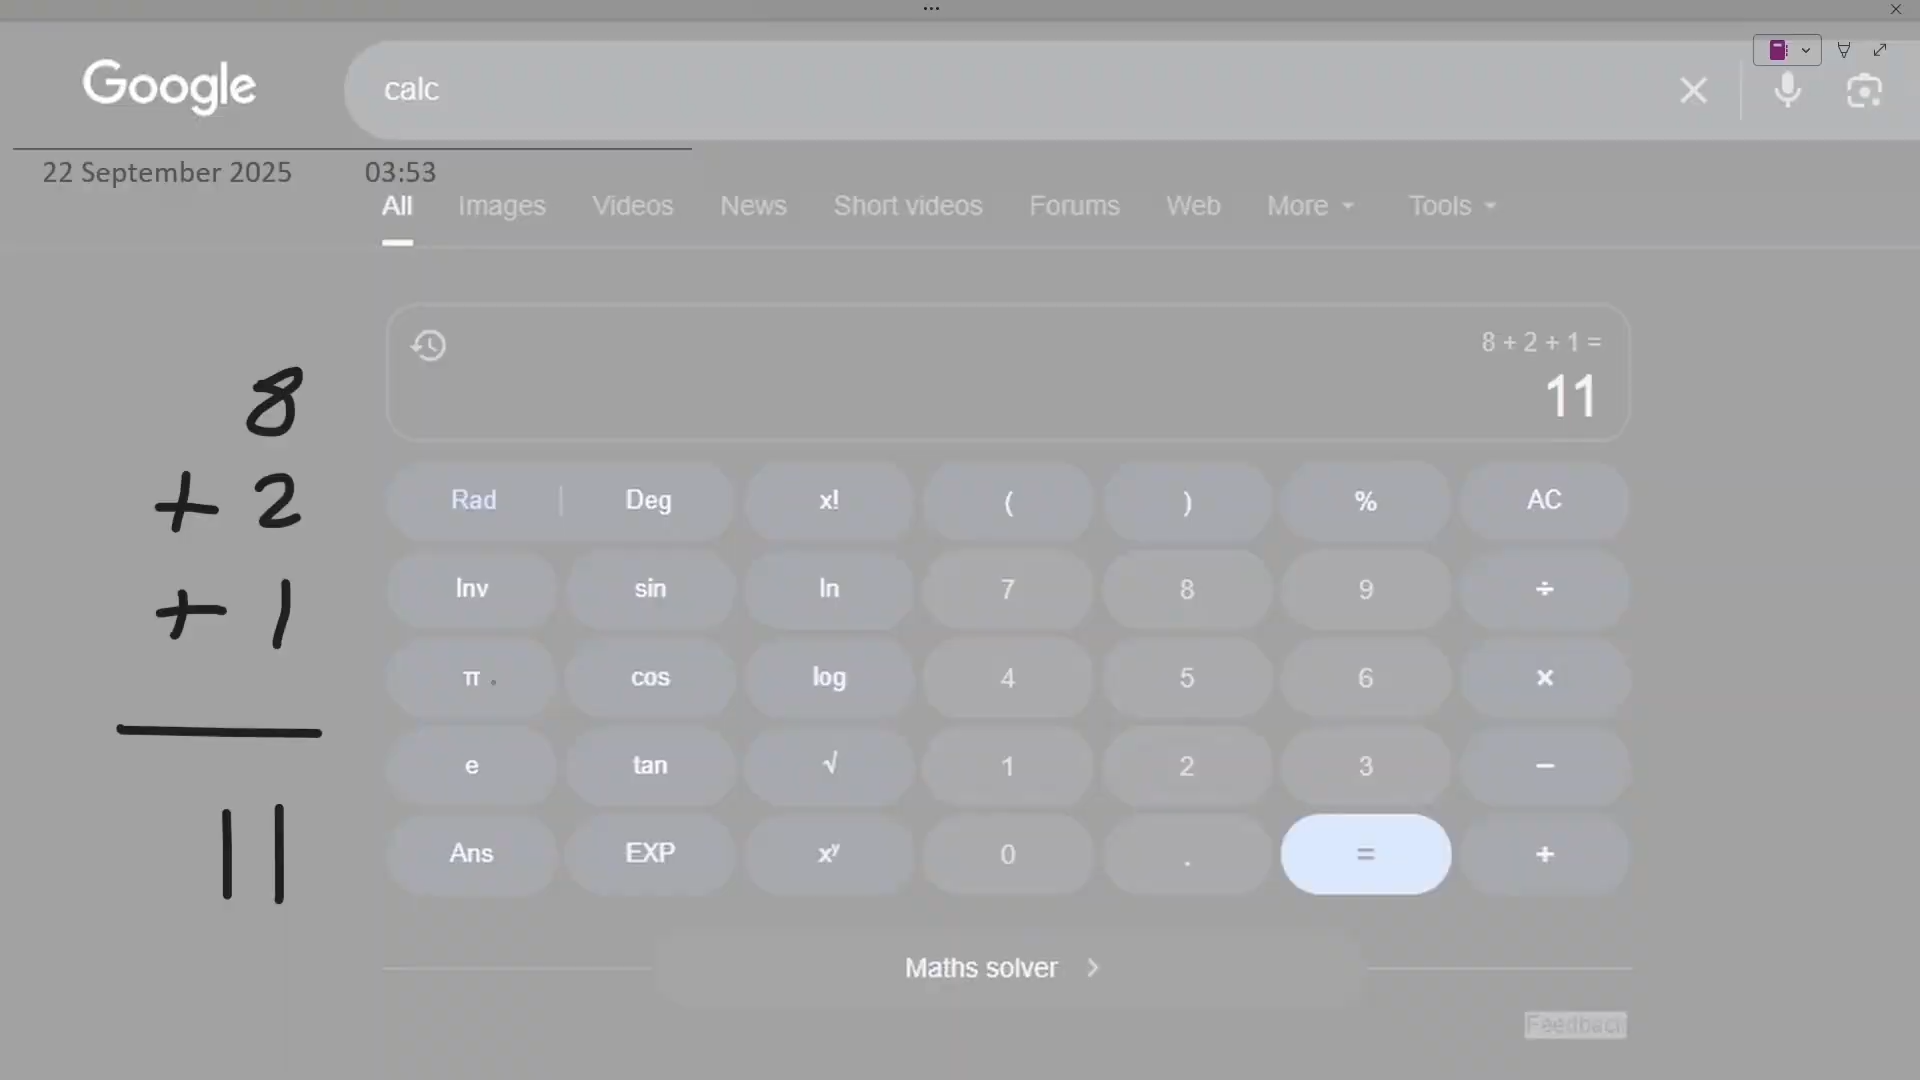 Google calc
22 September 2025 03:53
All Images Videos News Short videos Forums Web More Tools
8 + 2 + 1 =
11
8
+ 2
+ 1
11
Rad | Deg x! ( ) % AC
Inv sin ln 7 8 9 ÷
π cos log 4 5 6 ×
e tan √ 1 2 3 −
Ans EXP xʸ 0 . = +
Maths solver
Feedback